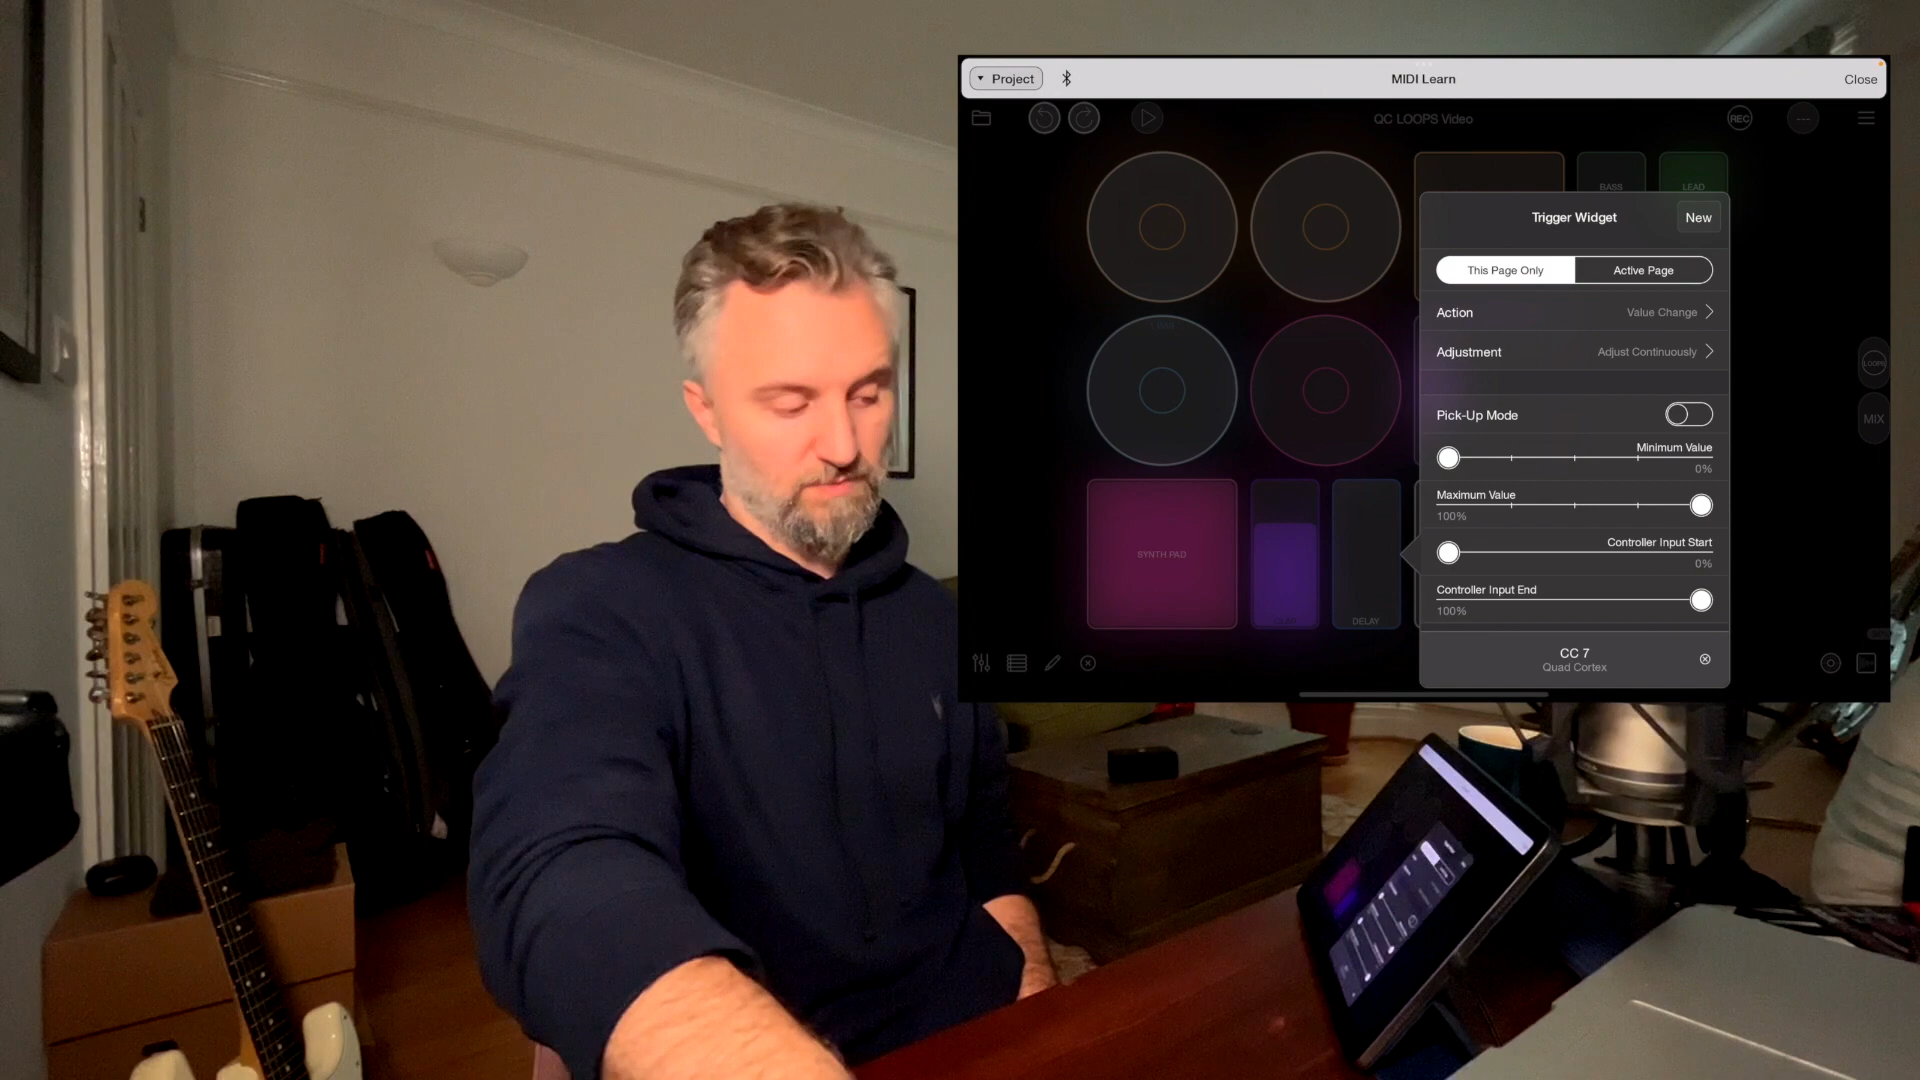 Project
MIDI Learn
Close
QC LOOPS Video
REC
---
BASS
LEAD
Trigger Widget
New
This Page Only
Active Page
Action
Value Change
Adjustment
Adjust Continuously
LOOPS
Pick-Up Mode
MIX
Minimum Value
0%
Maximum Value
100%
Controller Input Start
0%
SYNTH PAD
Controller Input End
100%
DELAY
CC 7
Quad Cortex